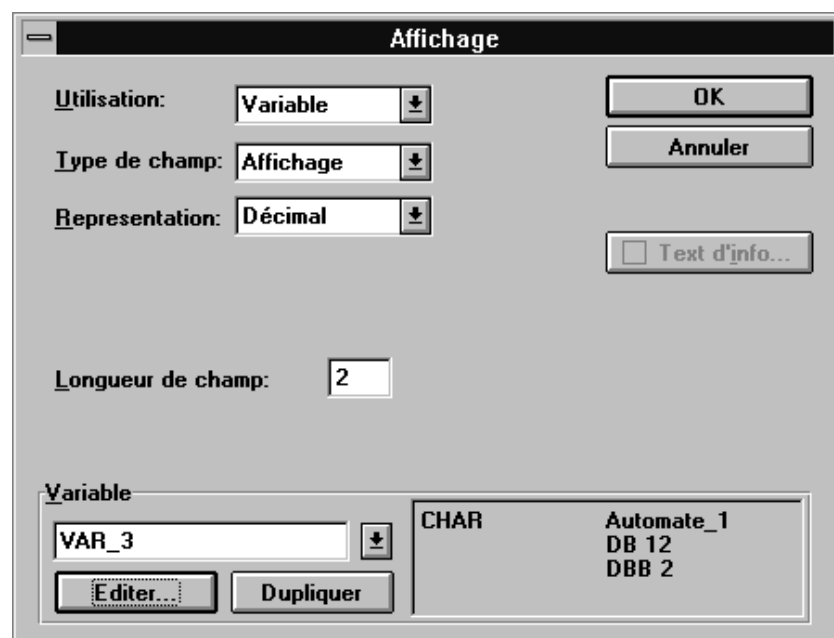 Affichage
Utilisation: Variable OK
Annuler
Type de champ: Affichage
Representation: Décimal
Text d'info...
Longueur de champ: 2
Variable
VAR_3
Editer... Dupliquer
CHAR Automate_1
DB 12
DBB 2